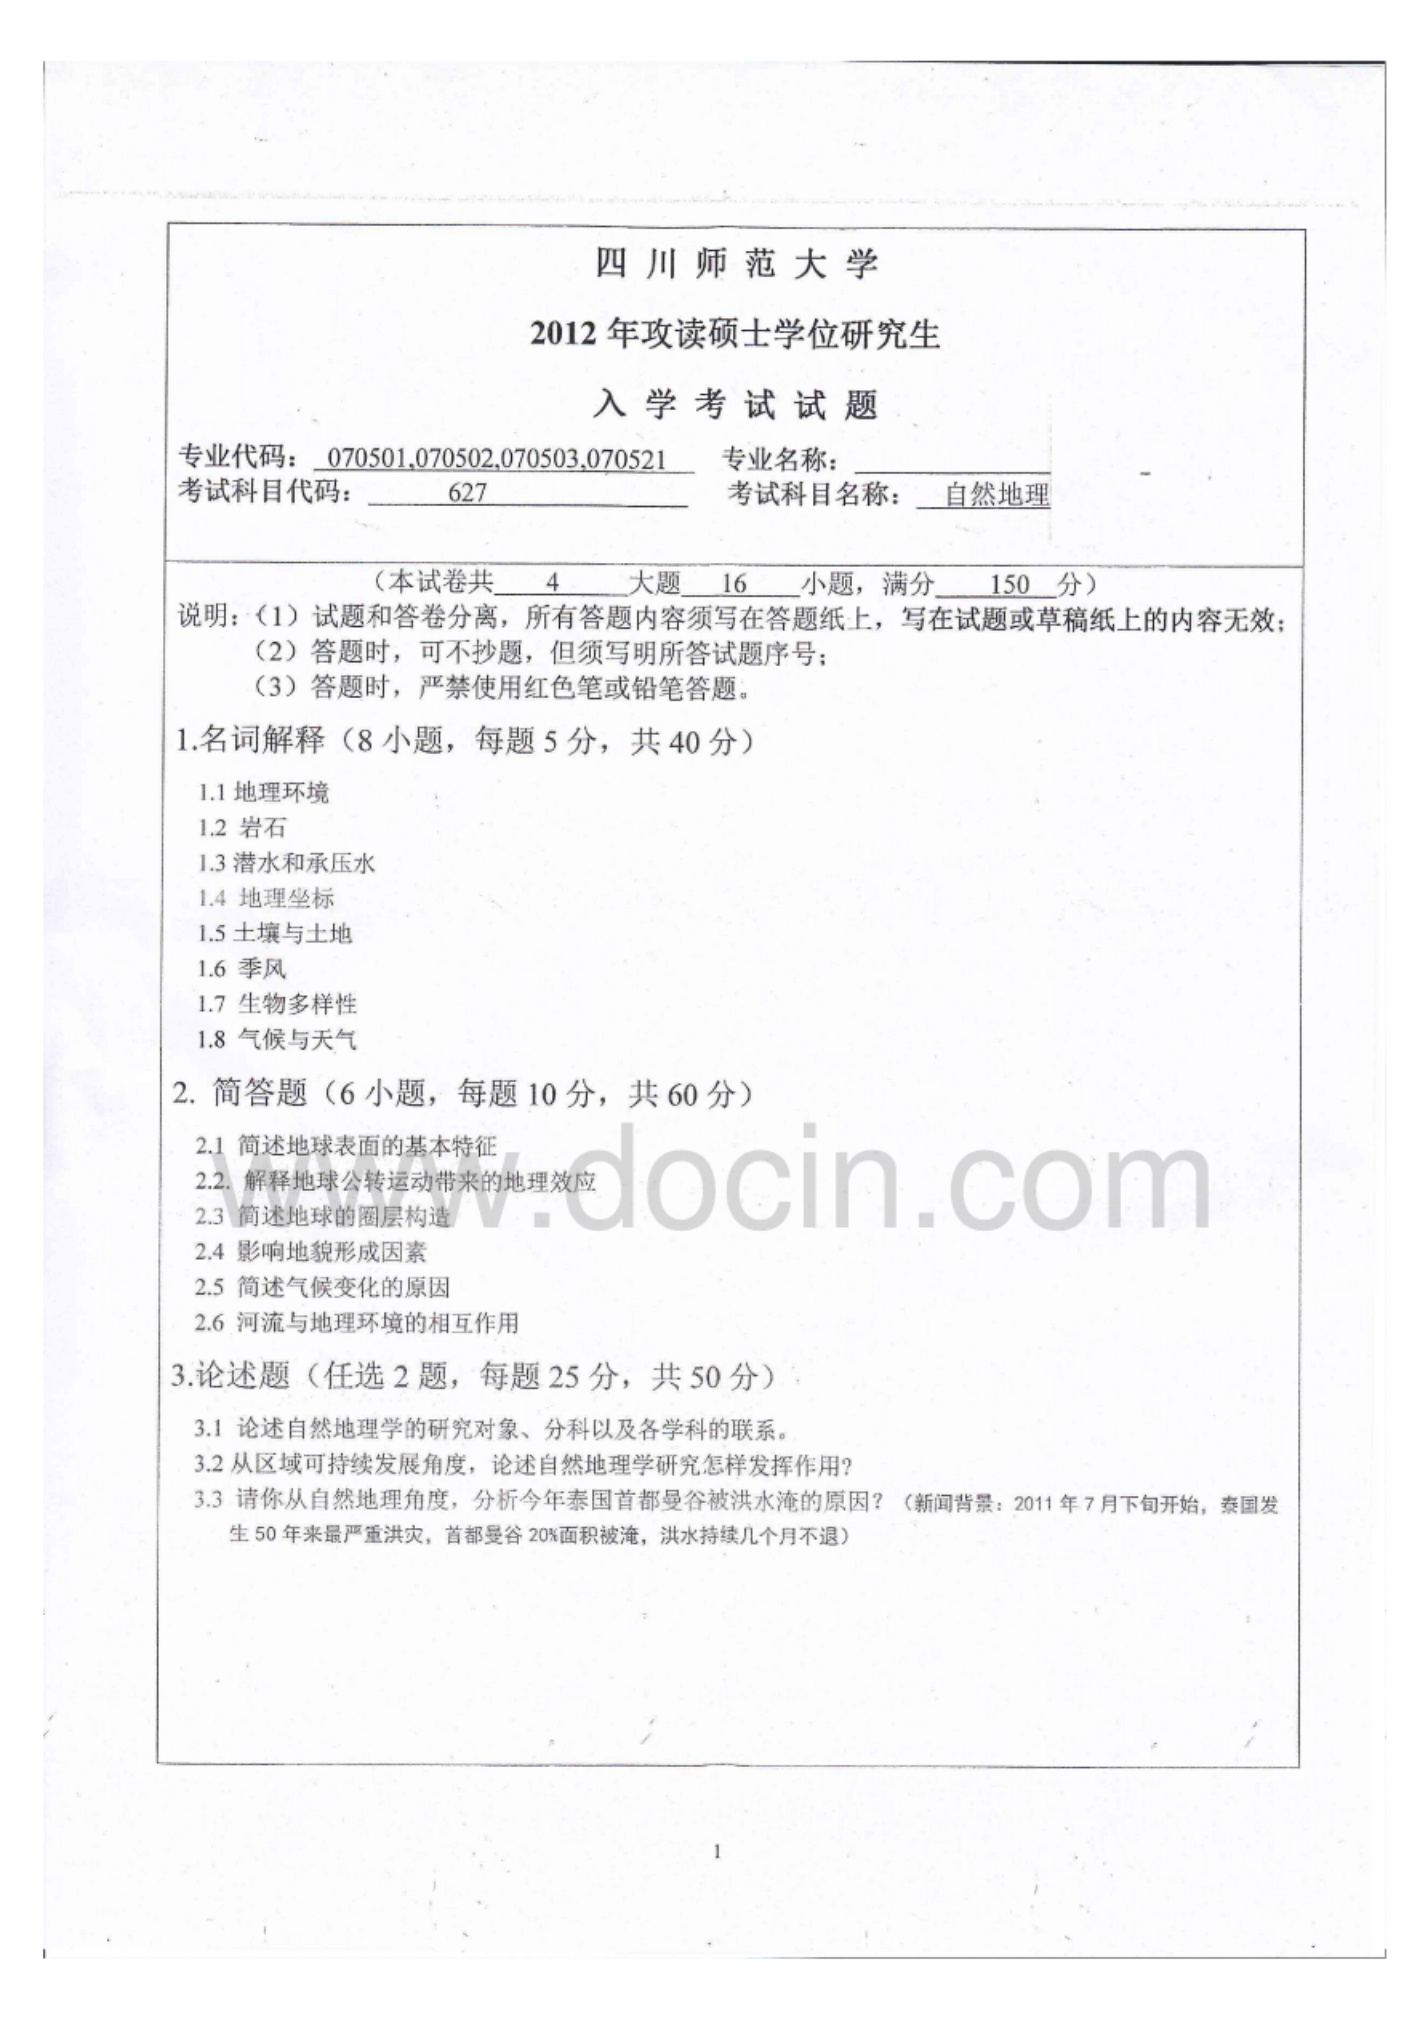 四川师范大学
2012年攻读硕士学位研究生
入学考试试题
专业代码： 070501,070502,070503,070521 专业名称：
考试科目代码： 627 考试科目名称： 自然地理
（本试卷共 4 大题 16 小题，满分 150 分）
说明：（1）试题和答卷分离，所有答题内容须写在答题纸上，写在试题或草稿纸上的内容无效；
（2）答题时，可不抄题，但须写明所答试题序号；
（3）答题时，严禁使用红色笔或铅笔答题。
1.名词解释（8小题，每题5分，共40分）
1.1 地理环境
1.2 岩石
1.3 潜水和承压水
1.4 地理坐标
1.5 土壤与土地
1.6 季风
1.7 生物多样性
1.8 气候与天气
2. 简答题（6小题，每题10分，共60分）
2.1 简述地球表面的基本特征
2.2. 解释地球公转运动带来的地理效应
2.3 简述地球的圈层构造
www.docin.com
2.4 影响地貌形成因素
2.5 简述气候变化的原因
2.6 河流与地理环境的相互作用
3.论述题（任选2题，每题25分，共50分）
3.1 论述自然地理学的研究对象、分科以及各学科的联系。
3.2 从区域可持续发展角度，论述自然地理学研究怎样发挥作用？
3.3 请你从自然地理角度，分析今年泰国首都曼谷被洪水淹的原因？（新闻背景：2011年7月下旬开始，泰国发
生50年来最严重洪灾，首都曼谷20%面积被淹，洪水持续几个月不退）
1